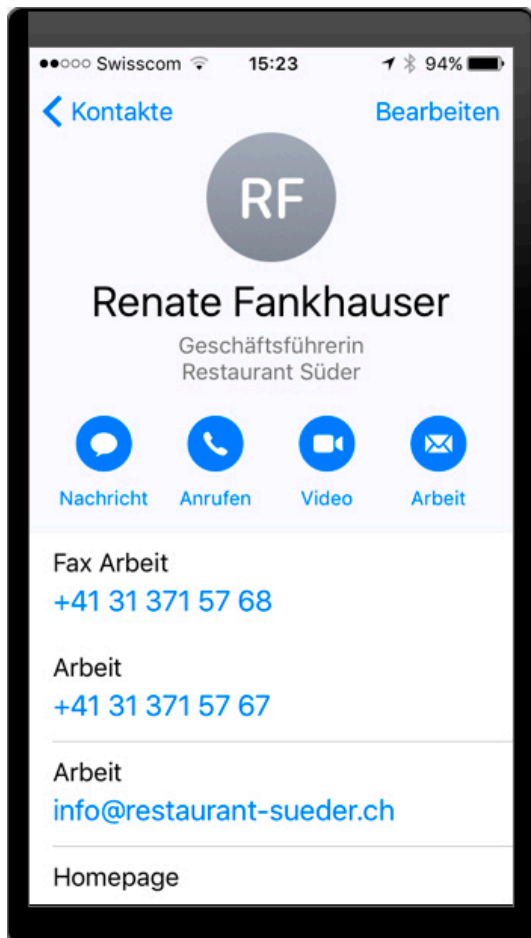 Swisscom 15:23 94%
Kontakte Bearbeiten
RF
Renate Fankhauser
Geschäftsführerin
Restaurant Süder
Nachricht Anrufen Video Arbeit
Fax Arbeit
+41 31 371 57 68
Arbeit
+41 31 371 57 67
Arbeit
info@restaurant-sueder.ch
Homepage